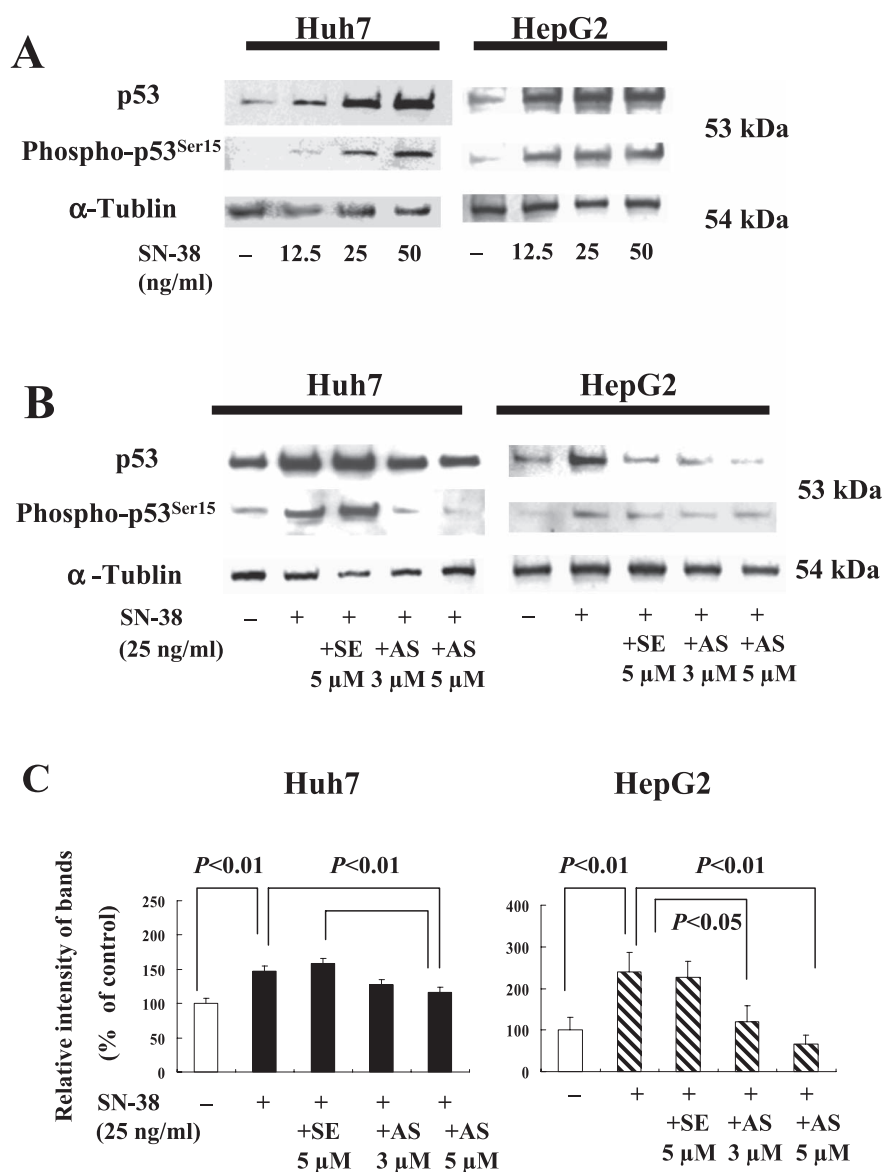 A
Huh7 HepG2
p53
53 kDa
Phospho-p53Ser15
α-Tublin
54 kDa
SN-38 – 12.5 25 50 – 12.5 25 50
(ng/ml)
B
Huh7 HepG2
p53
53 kDa
Phospho-p53Ser15
α -Tublin 54 kDa
SN-38 – + + + + – + + + +
(25 ng/ml) +SE +AS +AS +SE +AS +AS
5 µM 3 µM 5 µM 5 µM 3 µM 5 µM
C
Huh7 HepG2
Relative intensity of bands
(% of control)
P<0.01 P<0.01 P<0.01 P<0.01
P<0.05
250
200
150
100
50
0
400
300
200
100
0
SN-38 – + + + + – + + + +
(25 ng/ml) +SE +AS +AS +SE +AS +AS
5 µM 3 µM 5 µM 5 µM 3 µM 5 µM